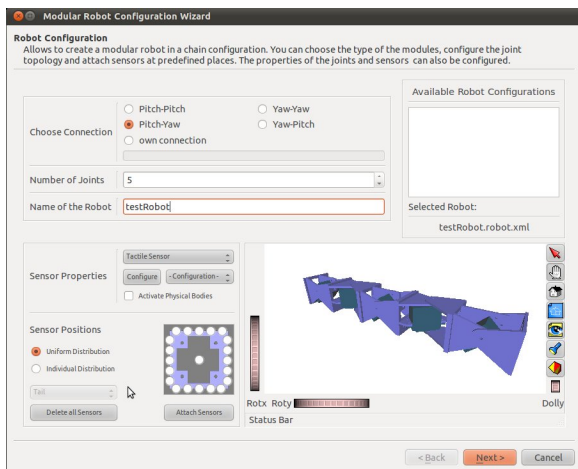 Modular Robot Configuration Wizard
Robot Configuration
Allows to create a modular robot in a chain configuration. You can choose the type of the modules, configure the joint
topology and attach sensors at predefined places. The properties of the joints and sensors can also be configured.
Choose Connection
Pitch-Pitch
Yaw-Yaw
Pitch-Yaw
Yaw-Pitch
own connection
Number of Joints
5
Name of the Robot
testRobot
Available Robot Configurations
Selected Robot:
testRobot.robot.xml
Sensor Properties
Tactile Sensor
Configure
-Configuration-
Activate Physical Bodies
Sensor Positions
Uniform Distribution
Individual Distribution
Tail
Delete all Sensors
Attach Sensors
Rotx Roty
Dolly
Status Bar
< Back
Next >
Cancel